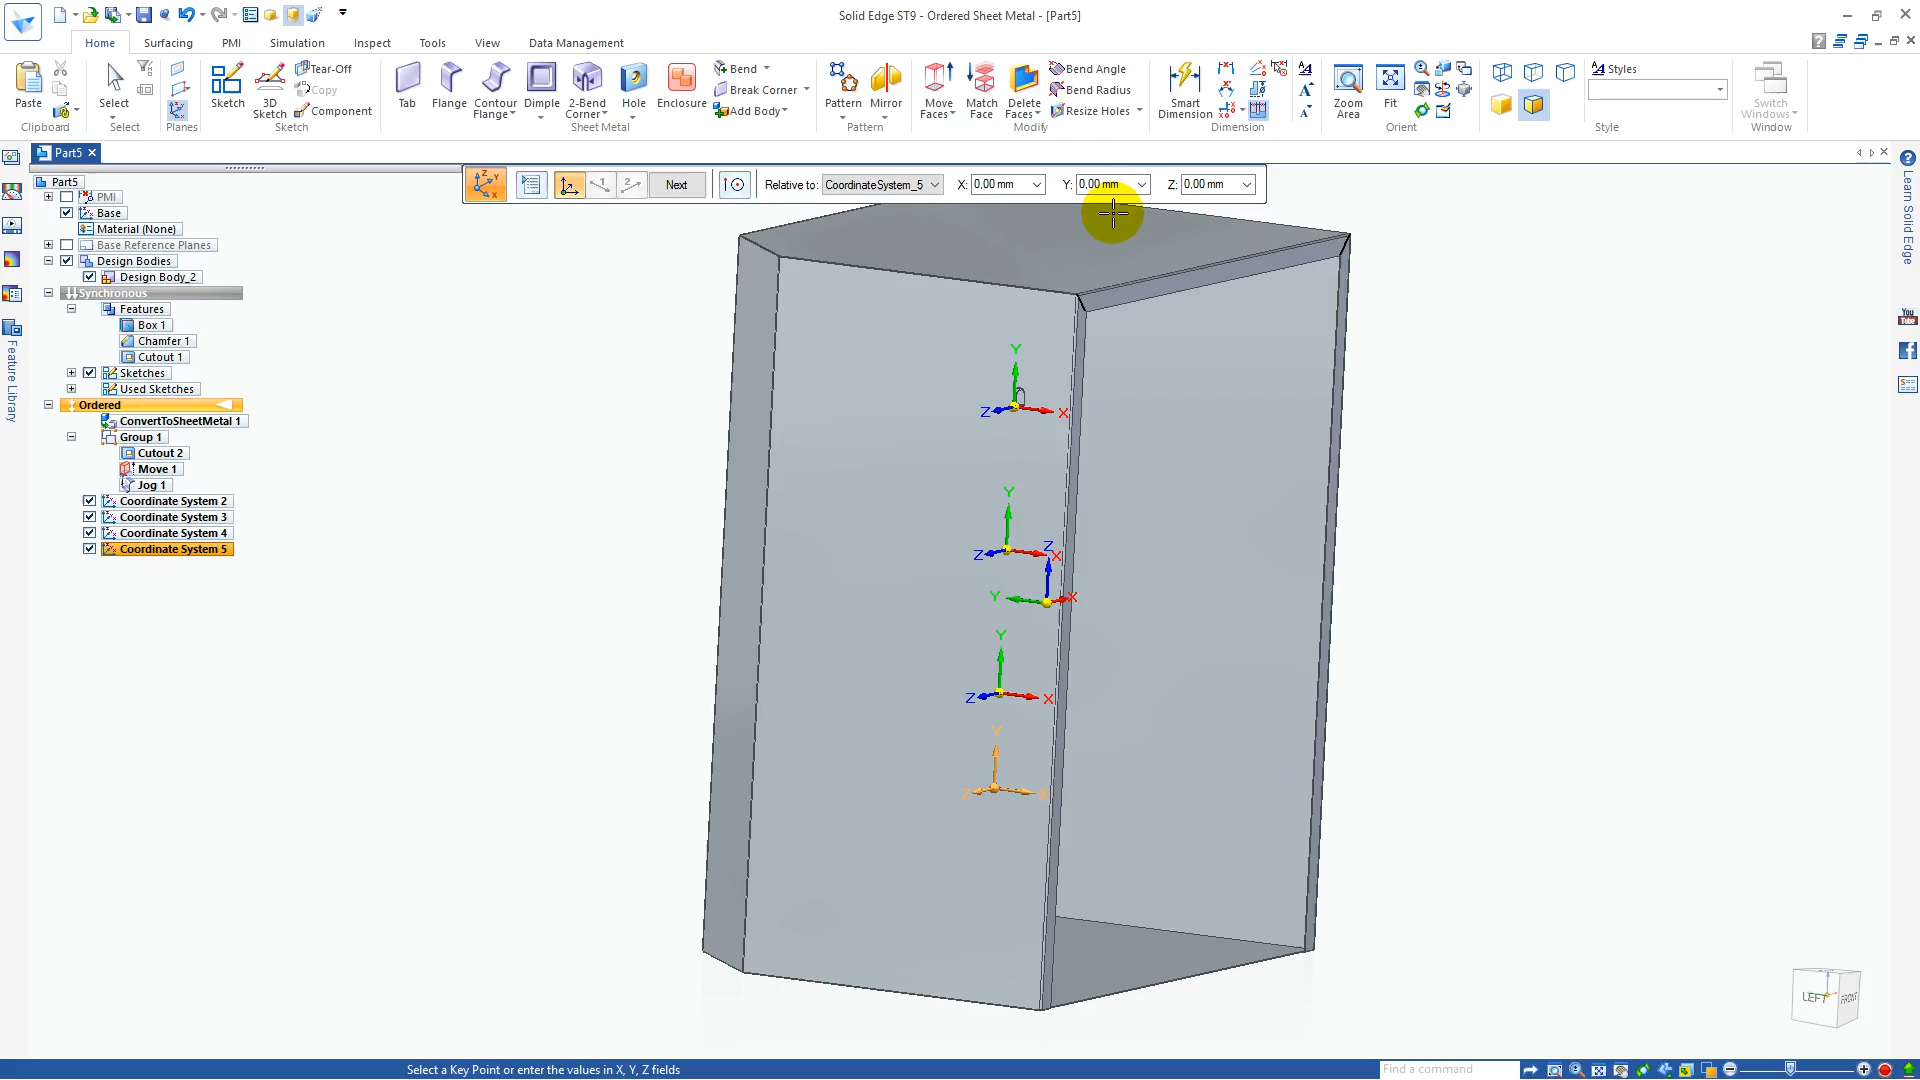 Solid Edge ST9 - Ordered Sheet Metal - [Part5]
Home Surfacing PMI Simulation Inspect Tools View Data Management
Paste
Clipboard
Select
Select
Planes
Sketch
3D Sketch
Tear-Off
Copy
Component
Sketch
Tab
Flange
Contour Flange
Dimple
2-Bend Corner
Hole
Enclosure
Bend
Break Corner
Add Body
Sheet Metal
Pattern
Mirror
Pattern
Move Faces
Match Face
Delete Faces
Bend Angle
Bend Radius
Resize Holes
Modify
Smart Dimension
Dimension
Zoom Area
Fit
Orient
Styles
Style
Switch Windows
Window
Part5
Next
Relative to: CoordinateSystem_5 X: 0,00 mm Y: 0,00 mm Z: 0,00 mm
Part5
PMI
Base
Material (None)
Base Reference Planes
Design Bodies
Design Body_2
Synchronous
Features
Box 1
Chamfer 1
Cutout 1
Sketches
Used Sketches
Ordered
ConvertToSheetMetal 1
Group 1
Cutout 2
Move 1
Jog 1
Coordinate System 2
Coordinate System 3
Coordinate System 4
Coordinate System 5
Feature Library
Learn Solid Edge
You Tube
Y
Z X
Y
Z X
Z
Y X
Y
Z X
Y
Z X
LEFT FRONT
Select a Key Point or enter the values in X, Y, Z fields
Find a command